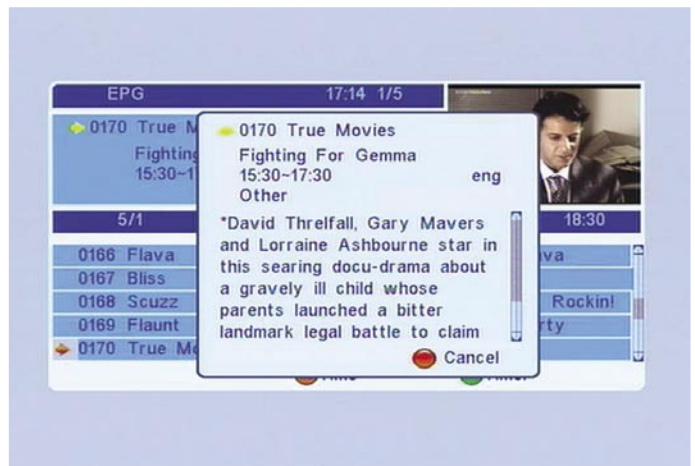 EPG 17:14 1/5
0170 True M
Fighting
15:30~1
0170 True Movies
Fighting For Gemma
15:30~17:30 eng
Other
*David Threlfall, Gary Mavers
and Lorraine Ashbourne star in
this searing docu-drama about
a gravely ill child whose
parents launched a bitter
landmark legal battle to claim
Cancel
5/1 18:30
0166 Flava va
0167 Bliss
0168 Scuzz Rockin!
0169 Flaunt rty
0170 True Mo